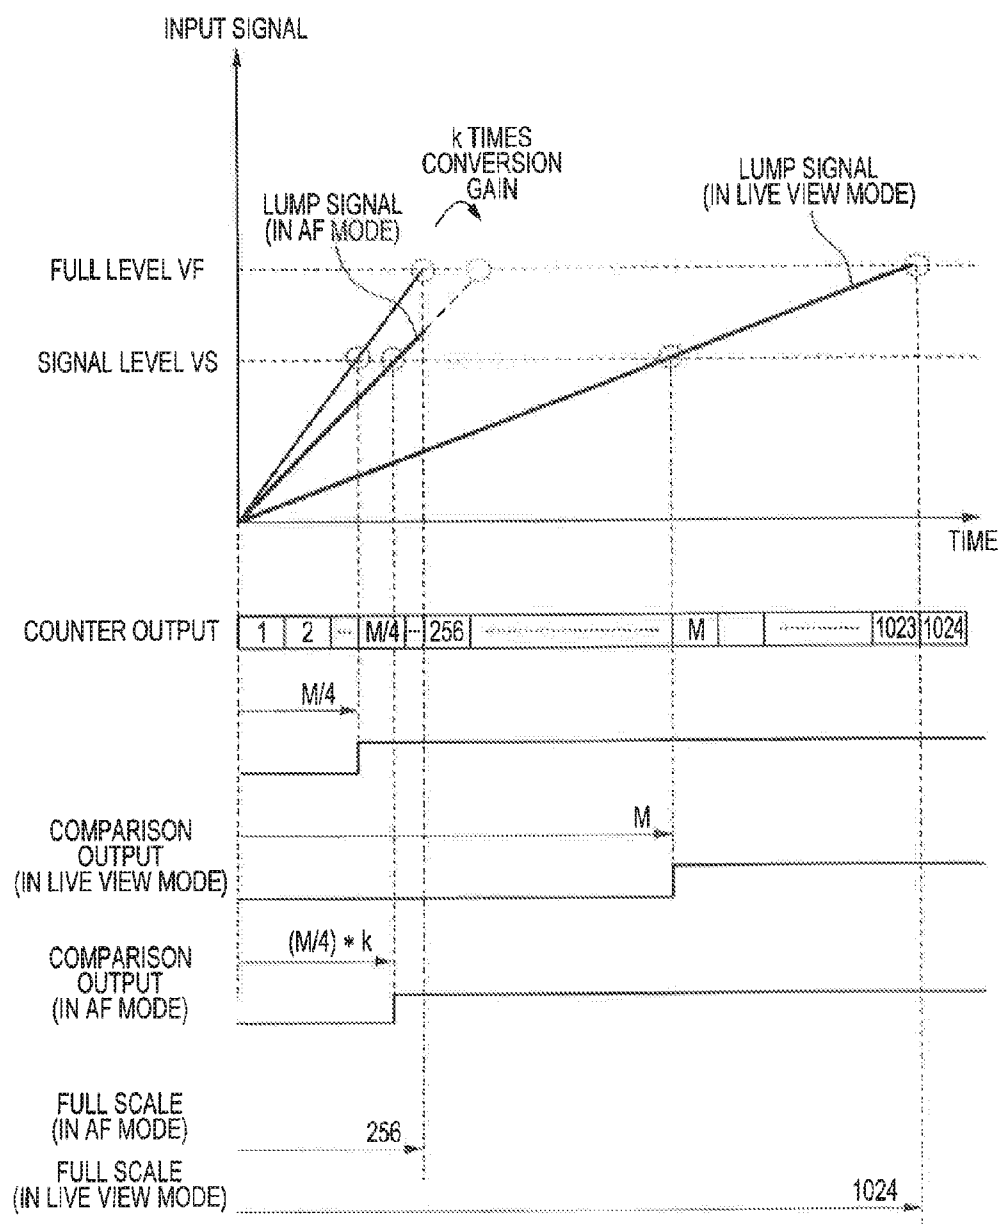 INPUT SIGNAL
k TIMES
CONVERSION
GAIN
LUMP SIGNAL
(IN LIVE VIEW MODE)
LUMP SIGNAL
(IN AF MODE)
FULL LEVEL VF
SIGNAL LEVEL VS
TIME
COUNTER OUTPUT
1 2 --- M/4 --- 256 --- M --- 1023 1024
M/4
COMPARISON
OUTPUT
(IN LIVE VIEW MODE)
M
COMPARISON
OUTPUT
(IN AF MODE)
(M/4) * k
FULL SCALE
(IN AF MODE)
256
FULL SCALE
(IN LIVE VIEW MODE)
1024